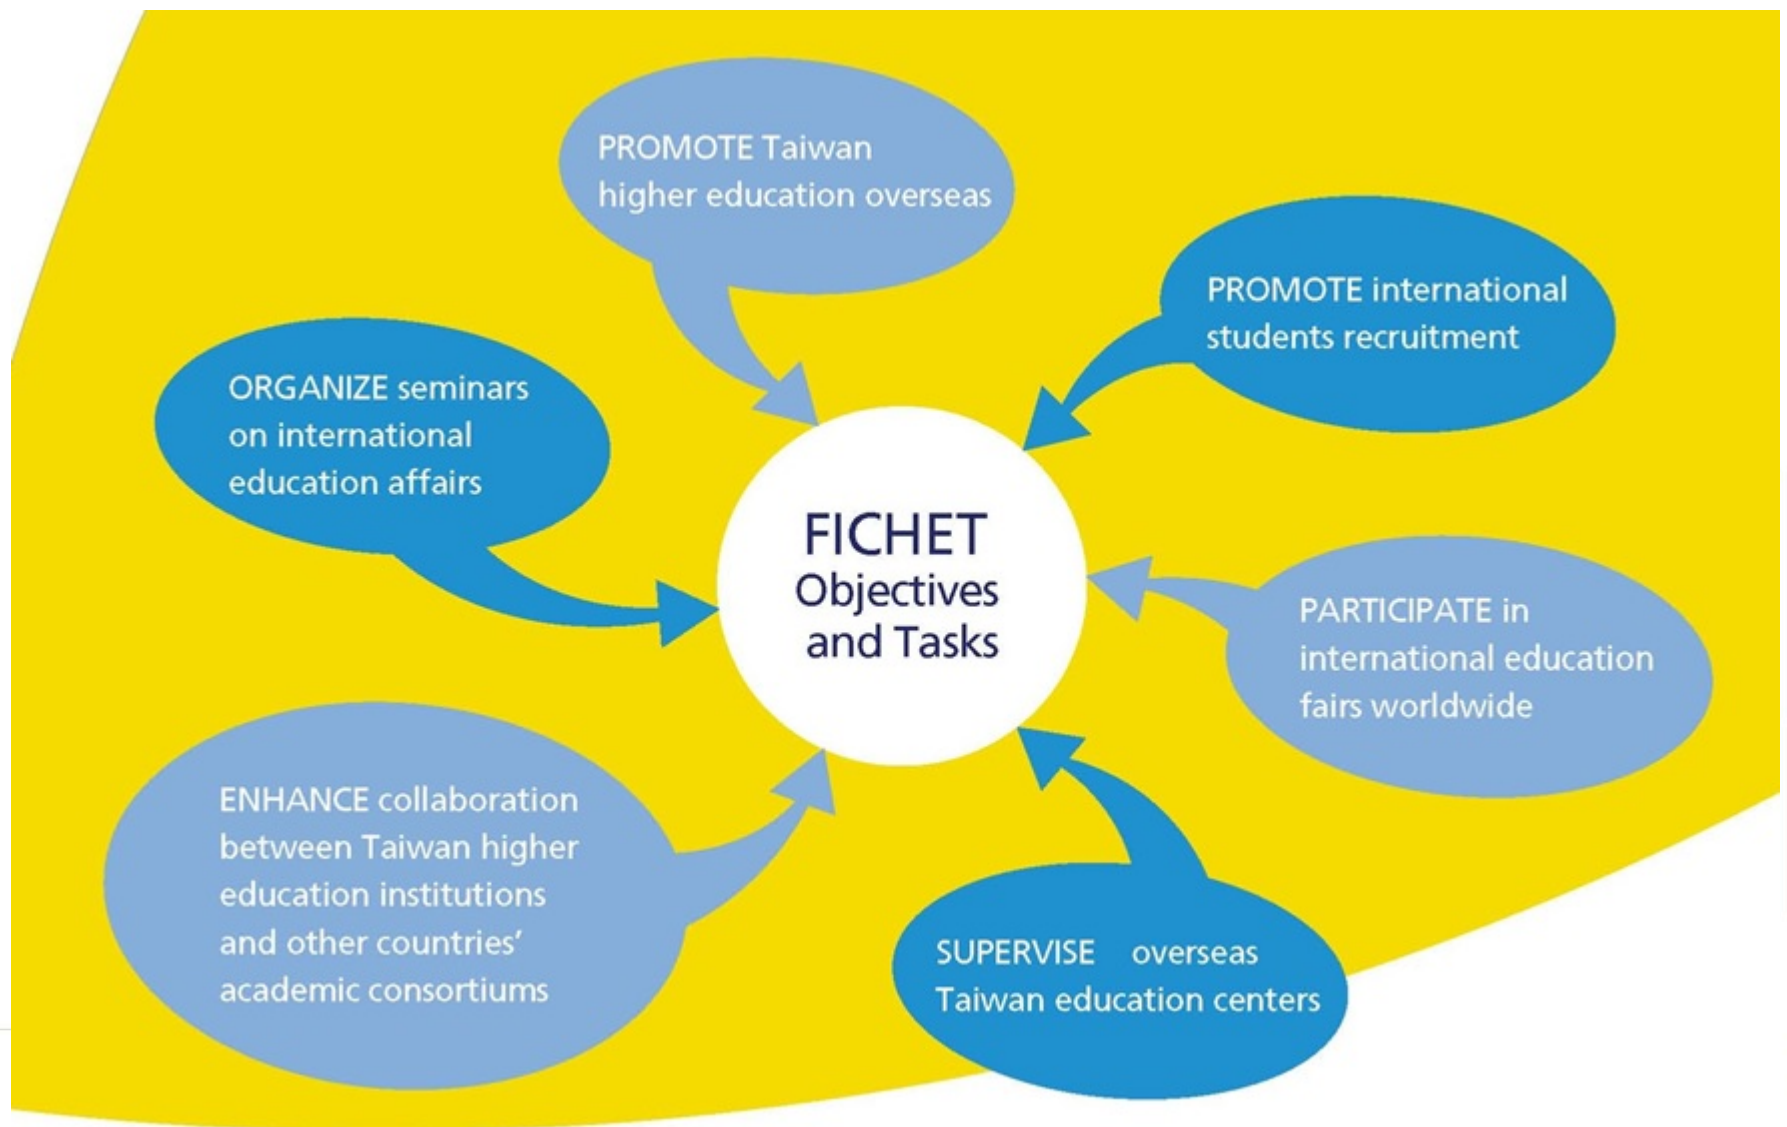 PROMOTE Taiwan
higher education overseas
PROMOTE international
students recruitment
ORGANIZE seminars
on international
education affairs
FICHET
Objectives
and Tasks
PARTICIPATE in
international education
fairs worldwide
ENHANCE collaboration
between Taiwan higher
education institutions
and other countries’
academic consortiums
SUPERVISE overseas
Taiwan education centers